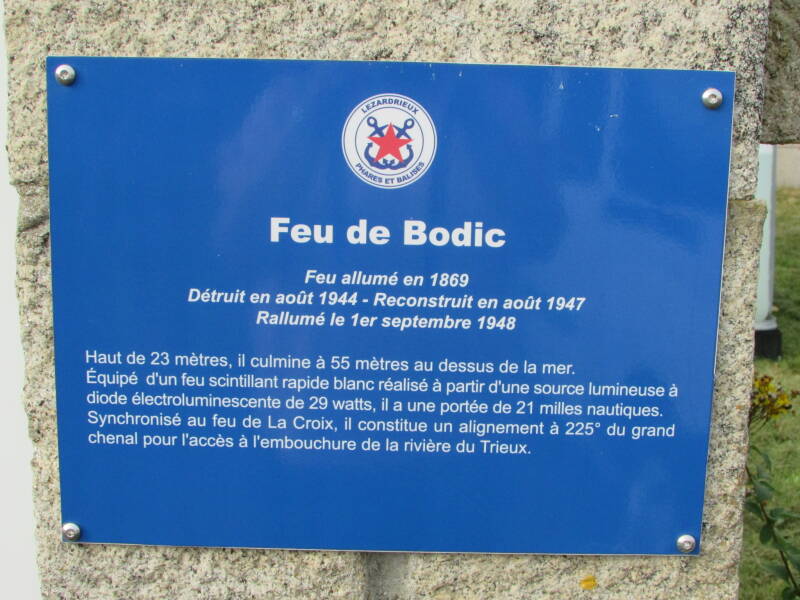 LEZARDRIEUX
PHARES ET BALISES
Feu de Bodic
Feu allumé en 1869
Détruit en août 1944 - Reconstruit en août 1947
Rallumé le 1er septembre 1948
Haut de 23 mètres, il culmine à 55 mètres au dessus de la mer.
Équipé d'un feu scintillant rapide blanc réalisé à partir d'une source lumineuse à
diode électroluminescente de 29 watts, il a une portée de 21 milles nautiques.
Synchronisé au feu de La Croix, il constitue un alignement à 225° du grand
chenal pour l'accès à l'embouchure de la rivière du Trieux.